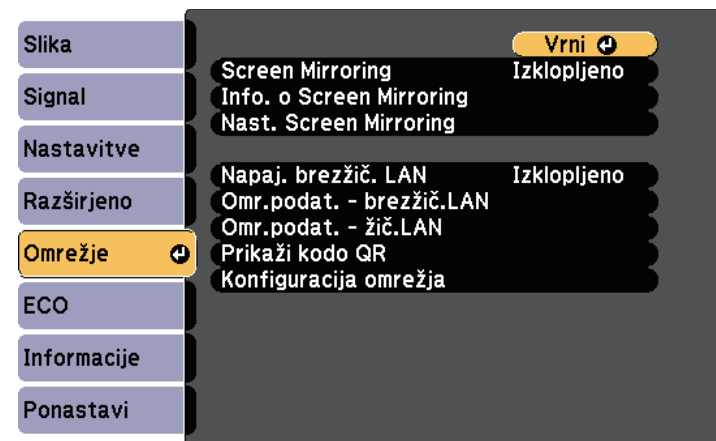 Slika
Signal
Nastavitve
Razširjeno
Omrežje
ECO
Informacije
Ponastavi
Vrni
Screen Mirroring Izklopljeno
Info. o Screen Mirroring
Nast. Screen Mirroring
Napaj. brezžič. LAN Izklopljeno
Omr.podat. - brezžič.LAN
Omr.podat. - žič.LAN
Prikaži kodo QR
Konfiguracija omrežja